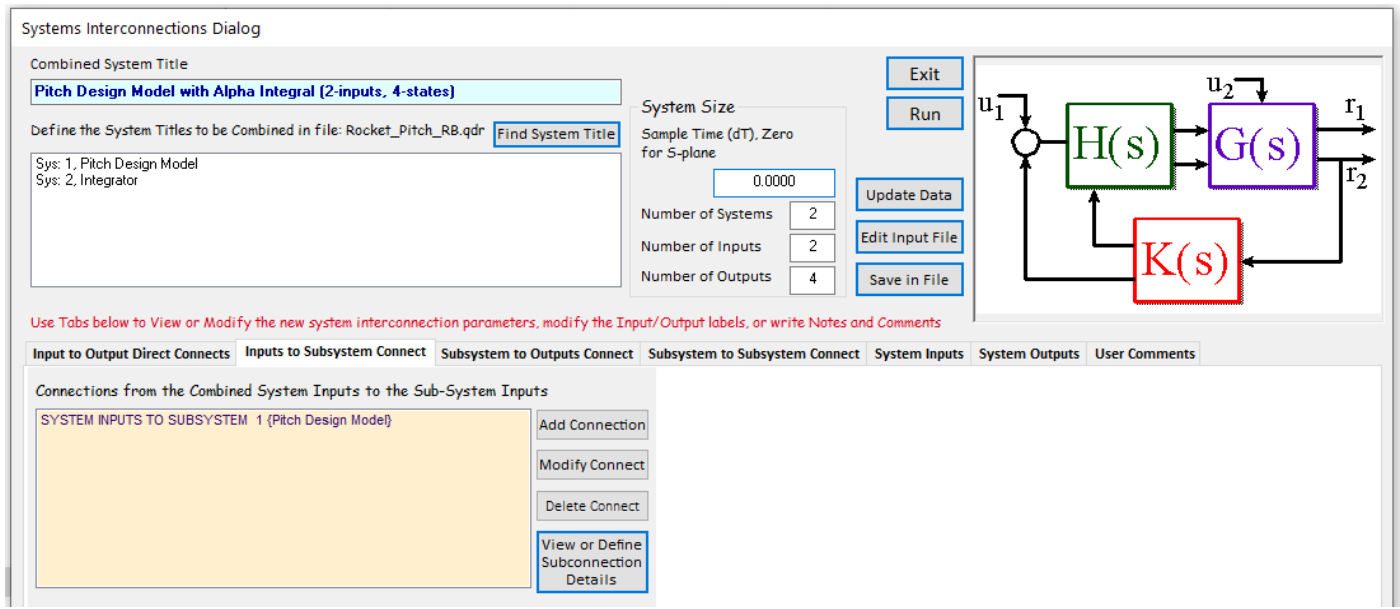 Systems Interconnections Dialog
Combined System Title
Pitch Design Model with Alpha Integral (2-inputs, 4-states)
Define the System Titles to be Combined in file: Rocket_Pitch_RB.qdr
Find System Title
Sys: 1, Pitch Design Model
Sys: 2, Integrator
System Size
Sample Time (dT), Zero
for S-plane
0.0000
Number of Systems 2
Number of Inputs 2
Number of Outputs 4
Exit
Run
Update Data
Edit Input File
Save in File
u1
u2
H(s)
G(s)
r1
r2
K(s)
Use Tabs below to View or Modify the new system interconnection parameters, modify the Input/Output labels, or write Notes and Comments
Input to Output Direct Connects Inputs to Subsystem Connect Subsystem to Outputs Connect Subsystem to Subsystem Connect System Inputs System Outputs User Comments
Connections from the Combined System Inputs to the Sub-System Inputs
SYSTEM INPUTS TO SUBSYSTEM 1 {Pitch Design Model}
Add Connection
Modify Connect
Delete Connect
View or Define
Subconnection
Details